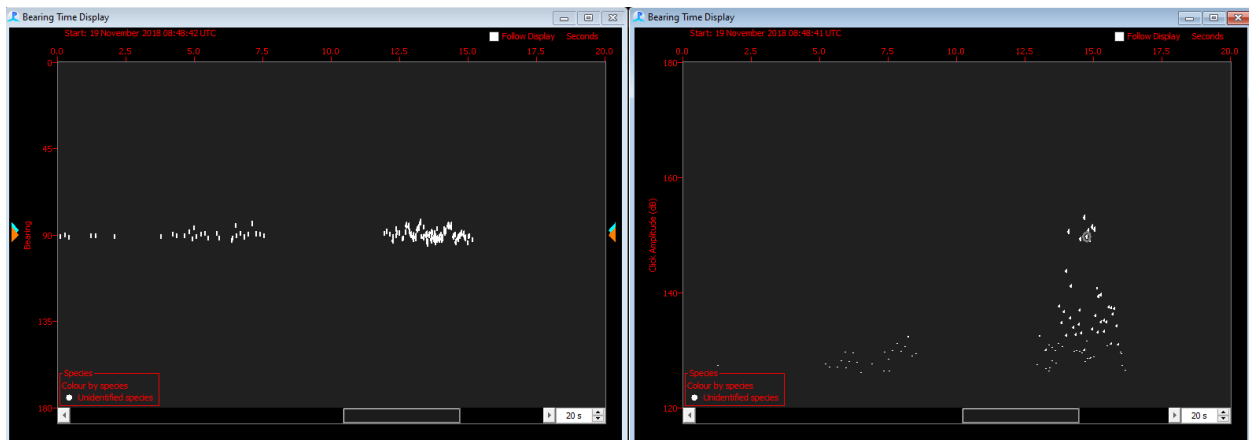 Bearing Time Display
Start: 19 November 2018 08:48:42 UTC
Follow Display Seconds
0.0 2.5 5.0 7.5 10.0 12.5 15.0 17.5 20.0
0
45
90
135
180
Bearing
Species
Colour by species
Unidentified species
20 s
Bearing Time Display
Start: 19 November 2018 08:48:41 UTC
Follow Display Seconds
0.0 2.5 5.0 7.5 10.0 12.5 15.0 17.5 20.0
180
160
140
120
Click Amplitude (dB)
Species
Colour by species
Unidentified species
20 s